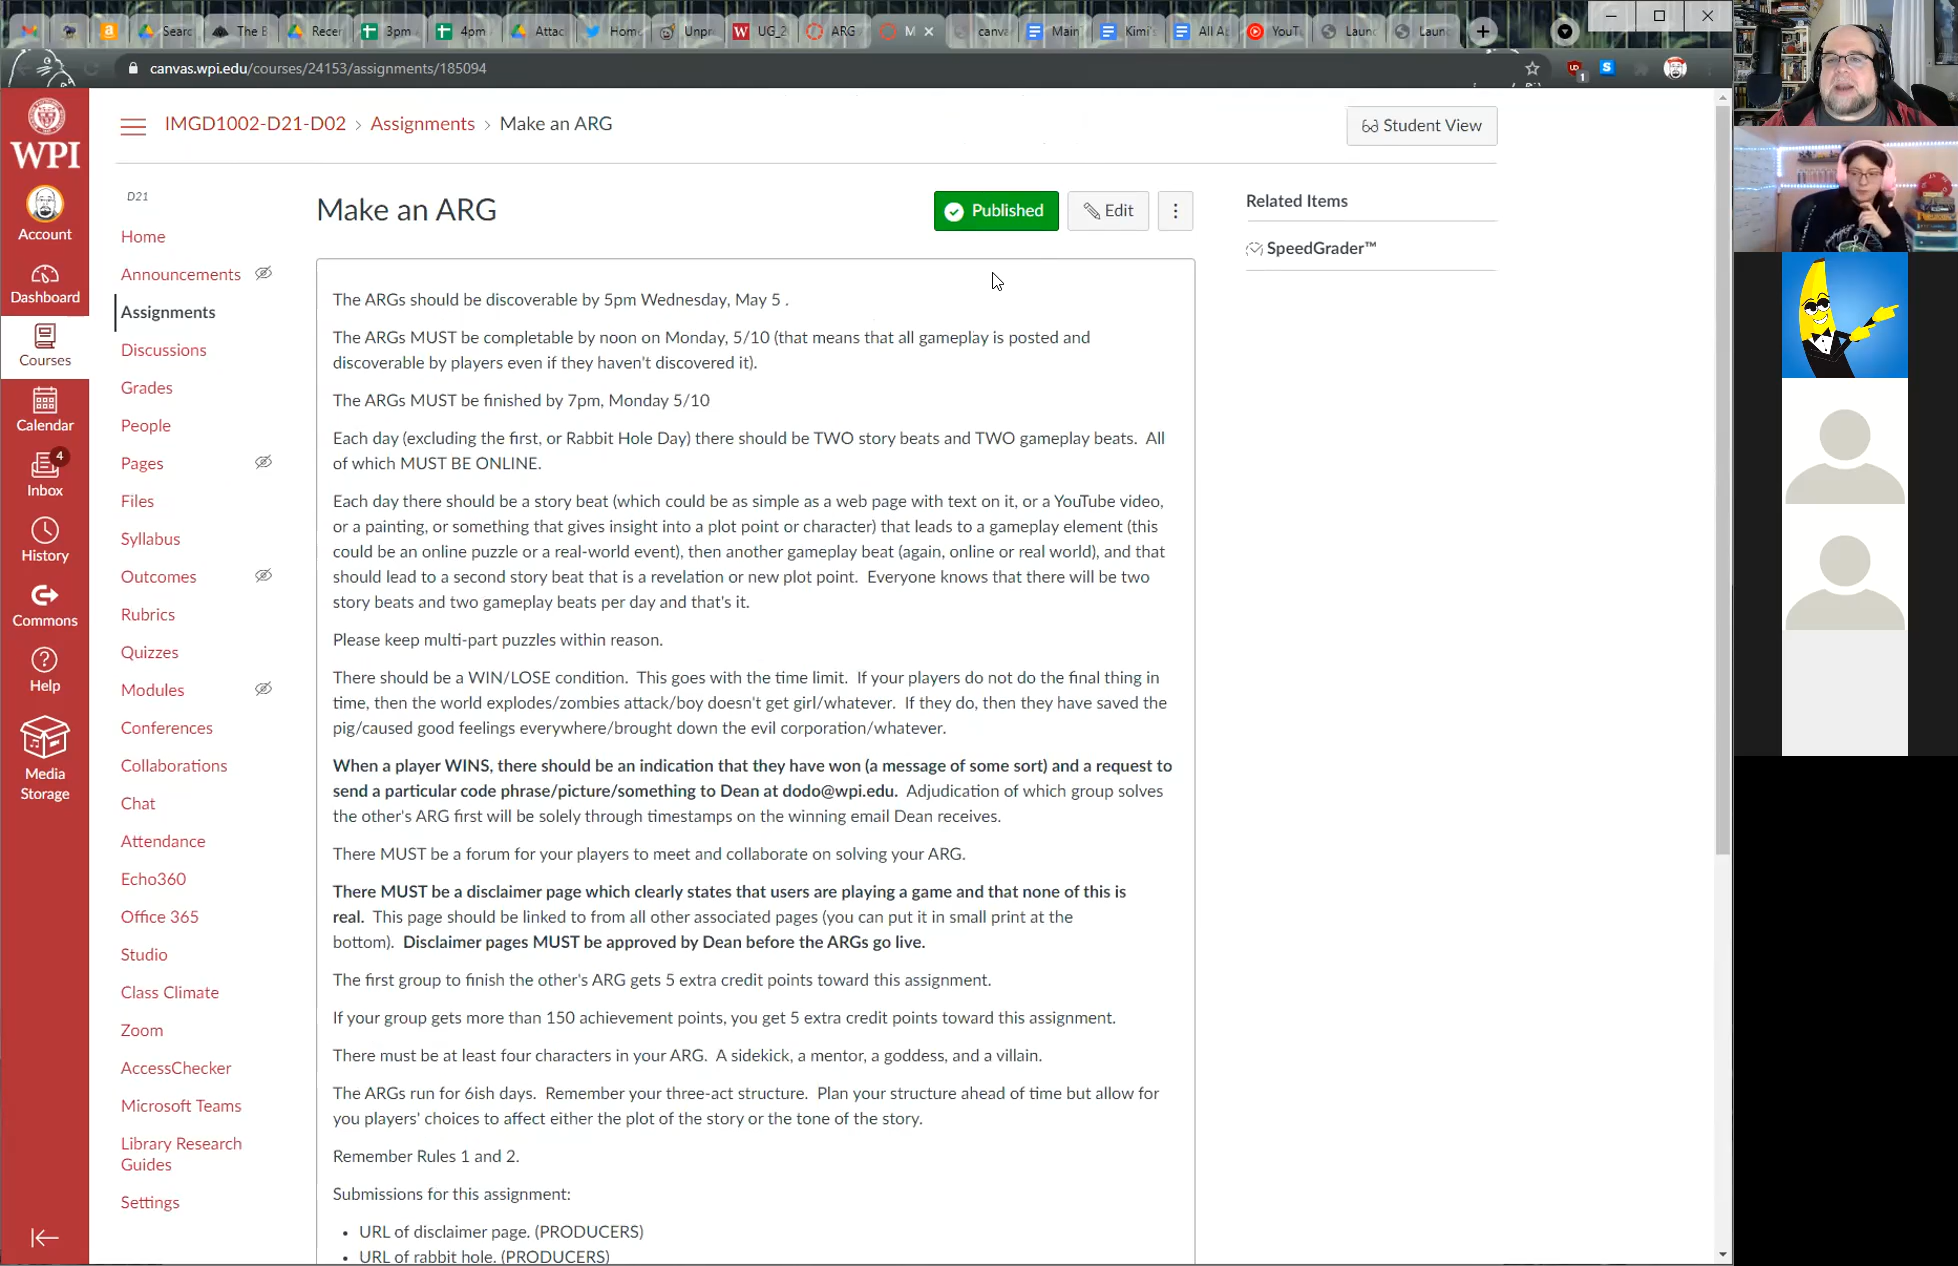 Searc
The E
Recer
3pm
4pm
Attac
Hom
Unpr
UG_2
ARG
M
canva
Main
Kimi's
All A
YouT
Launc
Laun
canvas.wpi.edu/courses/24153/assignments/185094
WPI
Account
Dashboard
Courses
Calendar
4
Inbox
History
Commons
Help
Media
Storage
IMGD1002-D21-D02 › Assignments › Make an ARG
Student View
D21
Home
Announcements
Assignments
Discussions
Grades
People
Pages
Files
Syllabus
Outcomes
Rubrics
Quizzes
Modules
Conferences
Collaborations
Chat
Attendance
Echo360
Office 365
Studio
Class Climate
Zoom
AccessChecker
Microsoft Teams
Library Research
Guides
Settings
Make an ARG
Published
Edit
Related Items
SpeedGrader™
The ARGs should be discoverable by 5pm Wednesday, May 5 .
The ARGs MUST be completable by noon on Monday, 5/10 (that means that all gameplay is posted and
discoverable by players even if they haven't discovered it).
The ARGs MUST be finished by 7pm, Monday 5/10
Each day (excluding the first, or Rabbit Hole Day) there should be TWO story beats and TWO gameplay beats.  All
of which MUST BE ONLINE.
Each day there should be a story beat (which could be as simple as a web page with text on it, or a YouTube video,
or a painting, or something that gives insight into a plot point or character) that leads to a gameplay element (this
could be an online puzzle or a real-world event), then another gameplay beat (again, online or real world), and that
should lead to a second story beat that is a revelation or new plot point.  Everyone knows that there will be two
story beats and two gameplay beats per day and that's it.
Please keep multi-part puzzles within reason.
There should be a WIN/LOSE condition.  This goes with the time limit.  If your players do not do the final thing in
time, then the world explodes/zombies attack/boy doesn't get girl/whatever.  If they do, then they have saved the
pig/caused good feelings everywhere/brought down the evil corporation/whatever.
When a player WINS, there should be an indication that they have won (a message of some sort) and a request to
send a particular code phrase/picture/something to Dean at dodo@wpi.edu.  Adjudication of which group solves
the other's ARG first will be solely through timestamps on the winning email Dean receives.
There MUST be a forum for your players to meet and collaborate on solving your ARG.
There MUST be a disclaimer page which clearly states that users are playing a game and that none of this is
real.  This page should be linked to from all other associated pages (you can put it in small print at the
bottom).  Disclaimer pages MUST be approved by Dean before the ARGs go live.
The first group to finish the other's ARG gets 5 extra credit points toward this assignment.
If your group gets more than 150 achievement points, you get 5 extra credit points toward this assignment.
There must be at least four characters in your ARG.  A sidekick, a mentor, a goddess, and a villain.
The ARGs run for 6ish days.  Remember your three-act structure.  Plan your structure ahead of time but allow for
you players' choices to affect either the plot of the story or the tone of the story.
Remember Rules 1 and 2.
Submissions for this assignment:
• URL of disclaimer page. (PRODUCERS)
• URL of rabbit hole. (PRODUCERS)